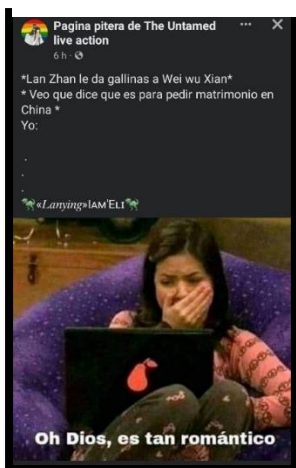 Pagina pitera de The Untamed
live action
6 h ·
*Lan Zhan le da gallinas a Wei wu Xian*
* Veo que dice que es para pedir matrimonio en
China *
Yo:
.
.
.
«Lanying»IAM'ELI
Oh Dios, es tan romántico